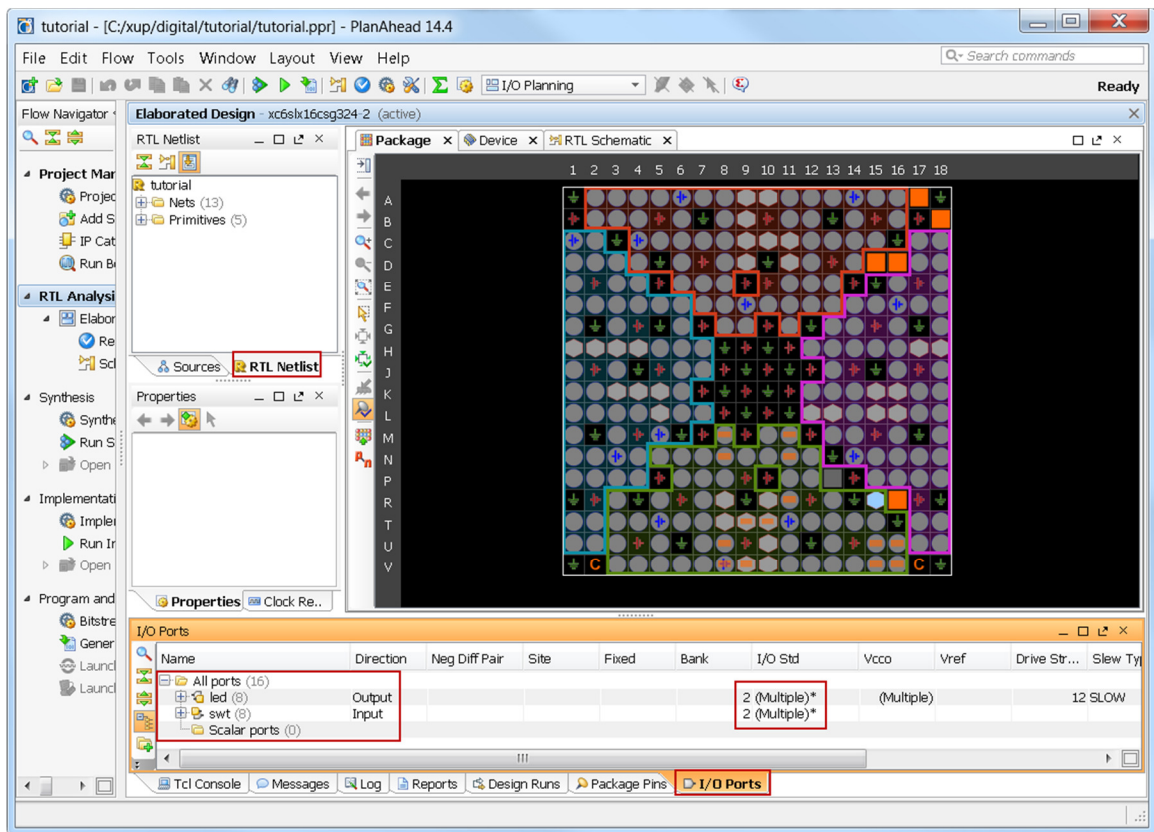 tutorial - [C:/xup/digital/tutorial/tutorial.ppr] - PlanAhead 14.4
File Edit Flow Tools Window Layout View Help
Search commands
I/O Planning
Ready
Flow Navigator
Elaborated Design - xc6slx16csg324-2 (active)
RTL Netlist
Package Device RTL Schematic
Project Mar
Projec
Add S
IP Cat
Run Be
RTL Analysi
Elabor
Re
Scl
Synthesis
Synthe
Run S
Open
Implementati
Impler
Run Ir
Open
Program and
Bitstre
Gener
Launcl
Launcl
tutorial
Nets (13)
Primitives (5)
Sources RTL Netlist
Properties
Properties Clock Re..
1 2 3 4 5 6 7 8 9 10 11 12 13 14 15 16 17 18
A
B
C
D
E
F
G
H
J
K
L
M
N
P
R
T
U
V
C C
I/O Ports
Name Direction Neg Diff Pair Site Fixed Bank I/O Std Vcco Vref Drive Str... Slew Ty
All ports (16)
led (8) Output 2 (Multiple)* (Multiple) 12 SLOW
swt (8) Input 2 (Multiple)*
Scalar ports (0)
Tcl Console Messages Log Reports Design Runs Package Pins I/O Ports